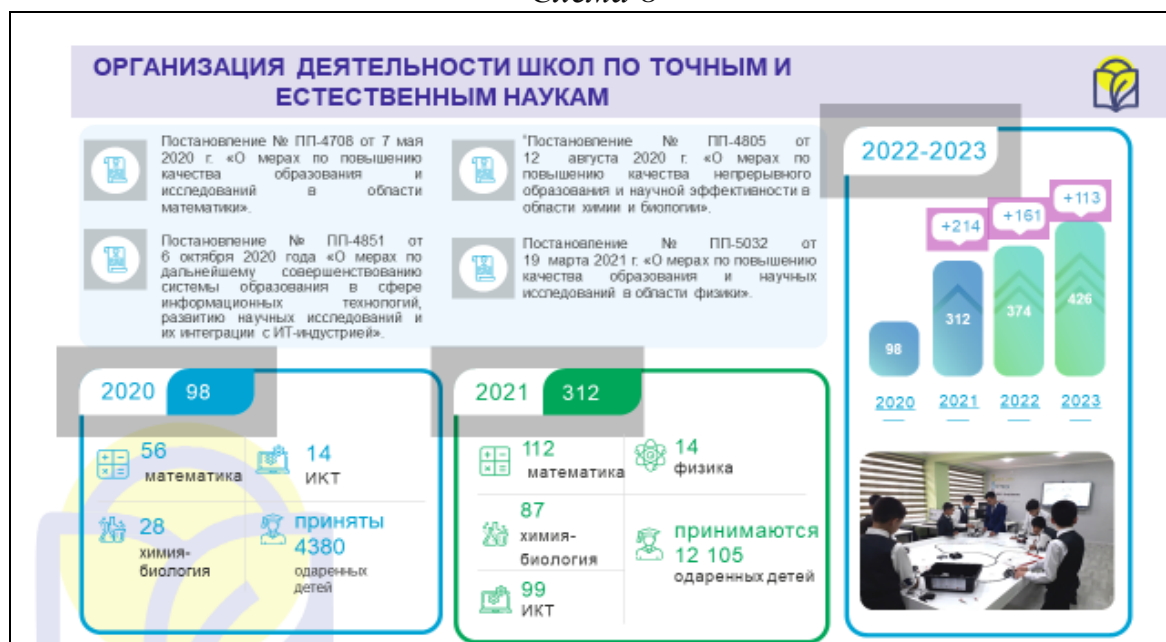 ОРГАНИЗАЦИЯ ДЕЯТЕЛЬНОСТИ ШКОЛ ПО ТОЧНЫМ И
ЕСТЕСТВЕННЫМ НАУКАМ
Постановление № ПП-4708 от 7 мая
2020 г. «О мерах по повышению
качества образования и
исследований в области
математики».
"Постановление № ПП-4805 от
12 августа 2020 г. «О мерах по
повышению качества непрерывного
образования и научной эффективности в
области химии и биологии».
Постановление № ПП-4851 от
6 октября 2020 года «О мерах по
дальнейшему совершенствованию
системы образования в сфере
информационных технологий,
развитию научных исследований и
их интеграции с ИТ-индустрией».
Постановление № ПП-5032 от
19 марта 2021 г. «О мерах по повышению
качества образования и научных
исследований в области физики».
2022-2023
+214
+161
+113
98
312
374
426
2020
2021
2022
2023
2020 98
56
математика
14
ИКТ
28
химия-
биология
приняты
4380
одаренных
детей
2021 312
112
математика
14
физика
87
химия-
биология
принимаются
12 105
одаренных детей
99
ИКТ